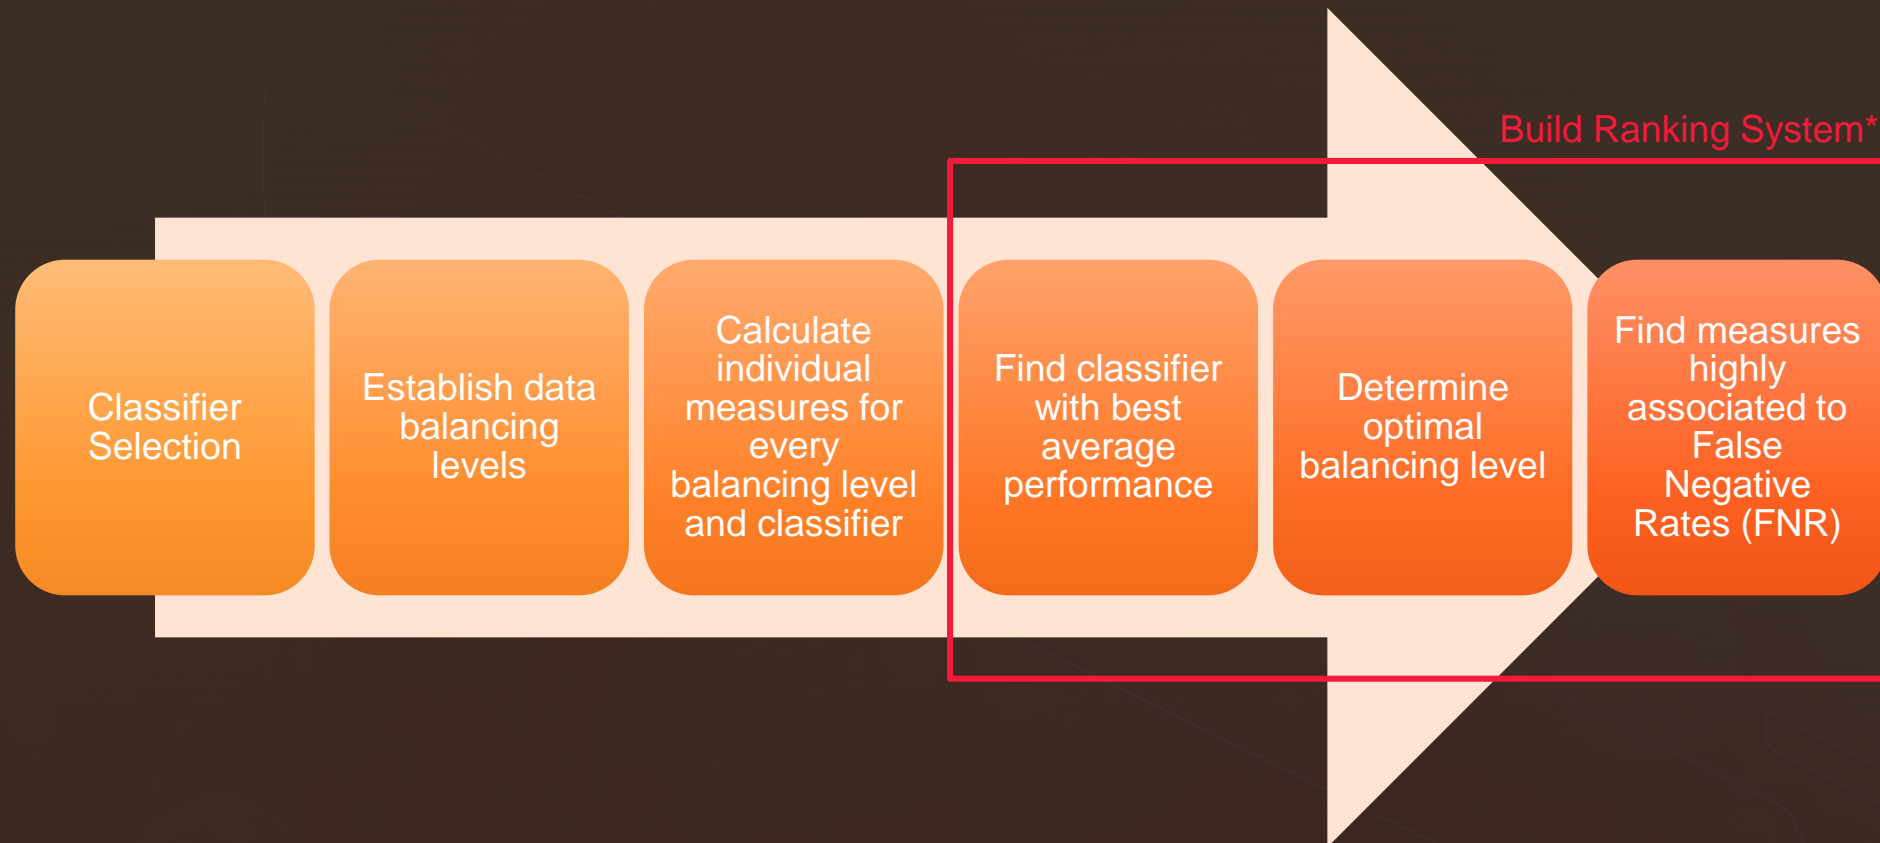 Build Ranking System*
Classifier
Selection
Establish data
balancing
levels
Calculate
individual
measures for
every
balancing level
and classifier
Find classifier
with best
average
performance
Determine
optimal
balancing level
Find measures
highly
associated to
False
Negative
Rates (FNR)